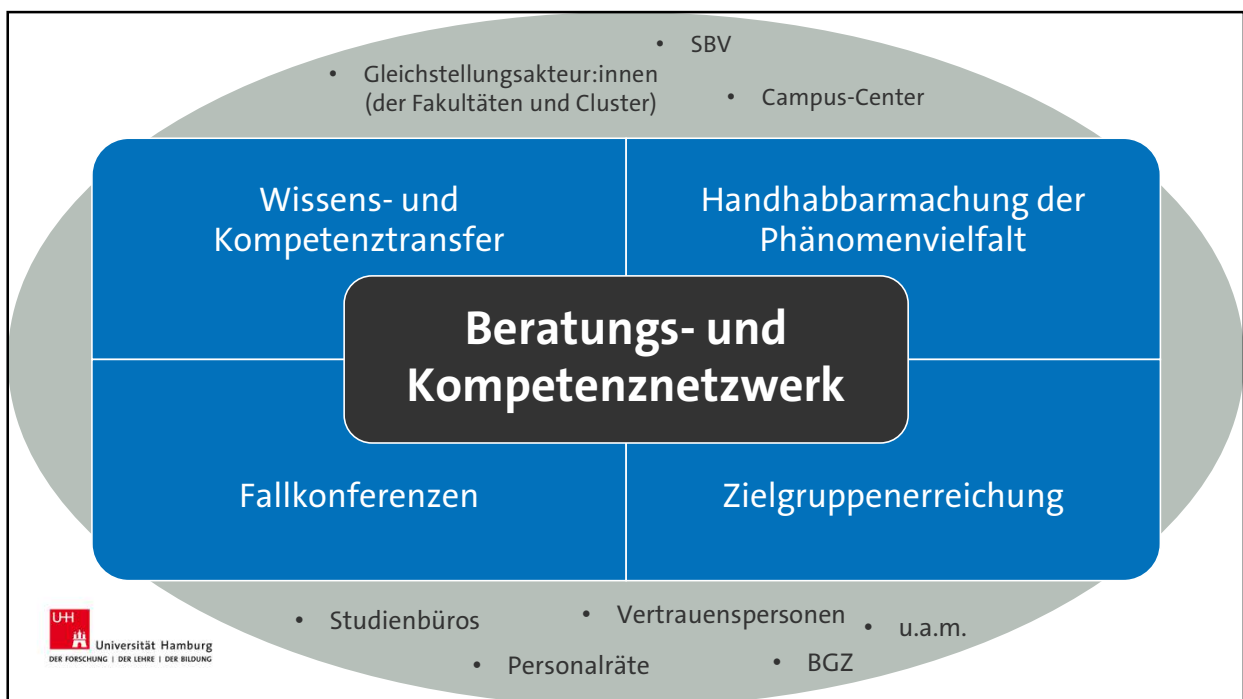 • SBV
• Gleichstellungsakteur:innen
(der Fakultäten und Cluster)
• Campus-Center
Wissens- und
Kompetenztransfer
Handhabbarmachung der
Phänomenvielfalt
Beratungs- und
Kompetenznetzwerk
Fallkonferenzen
Zielgruppenerreichung
• Studienbüros
• Vertrauenspersonen
• u.a.m.
• Personalräte
• BGZ
UH
Universität Hamburg
DER FORSCHUNG | DER LEHRE | DER BILDUNG